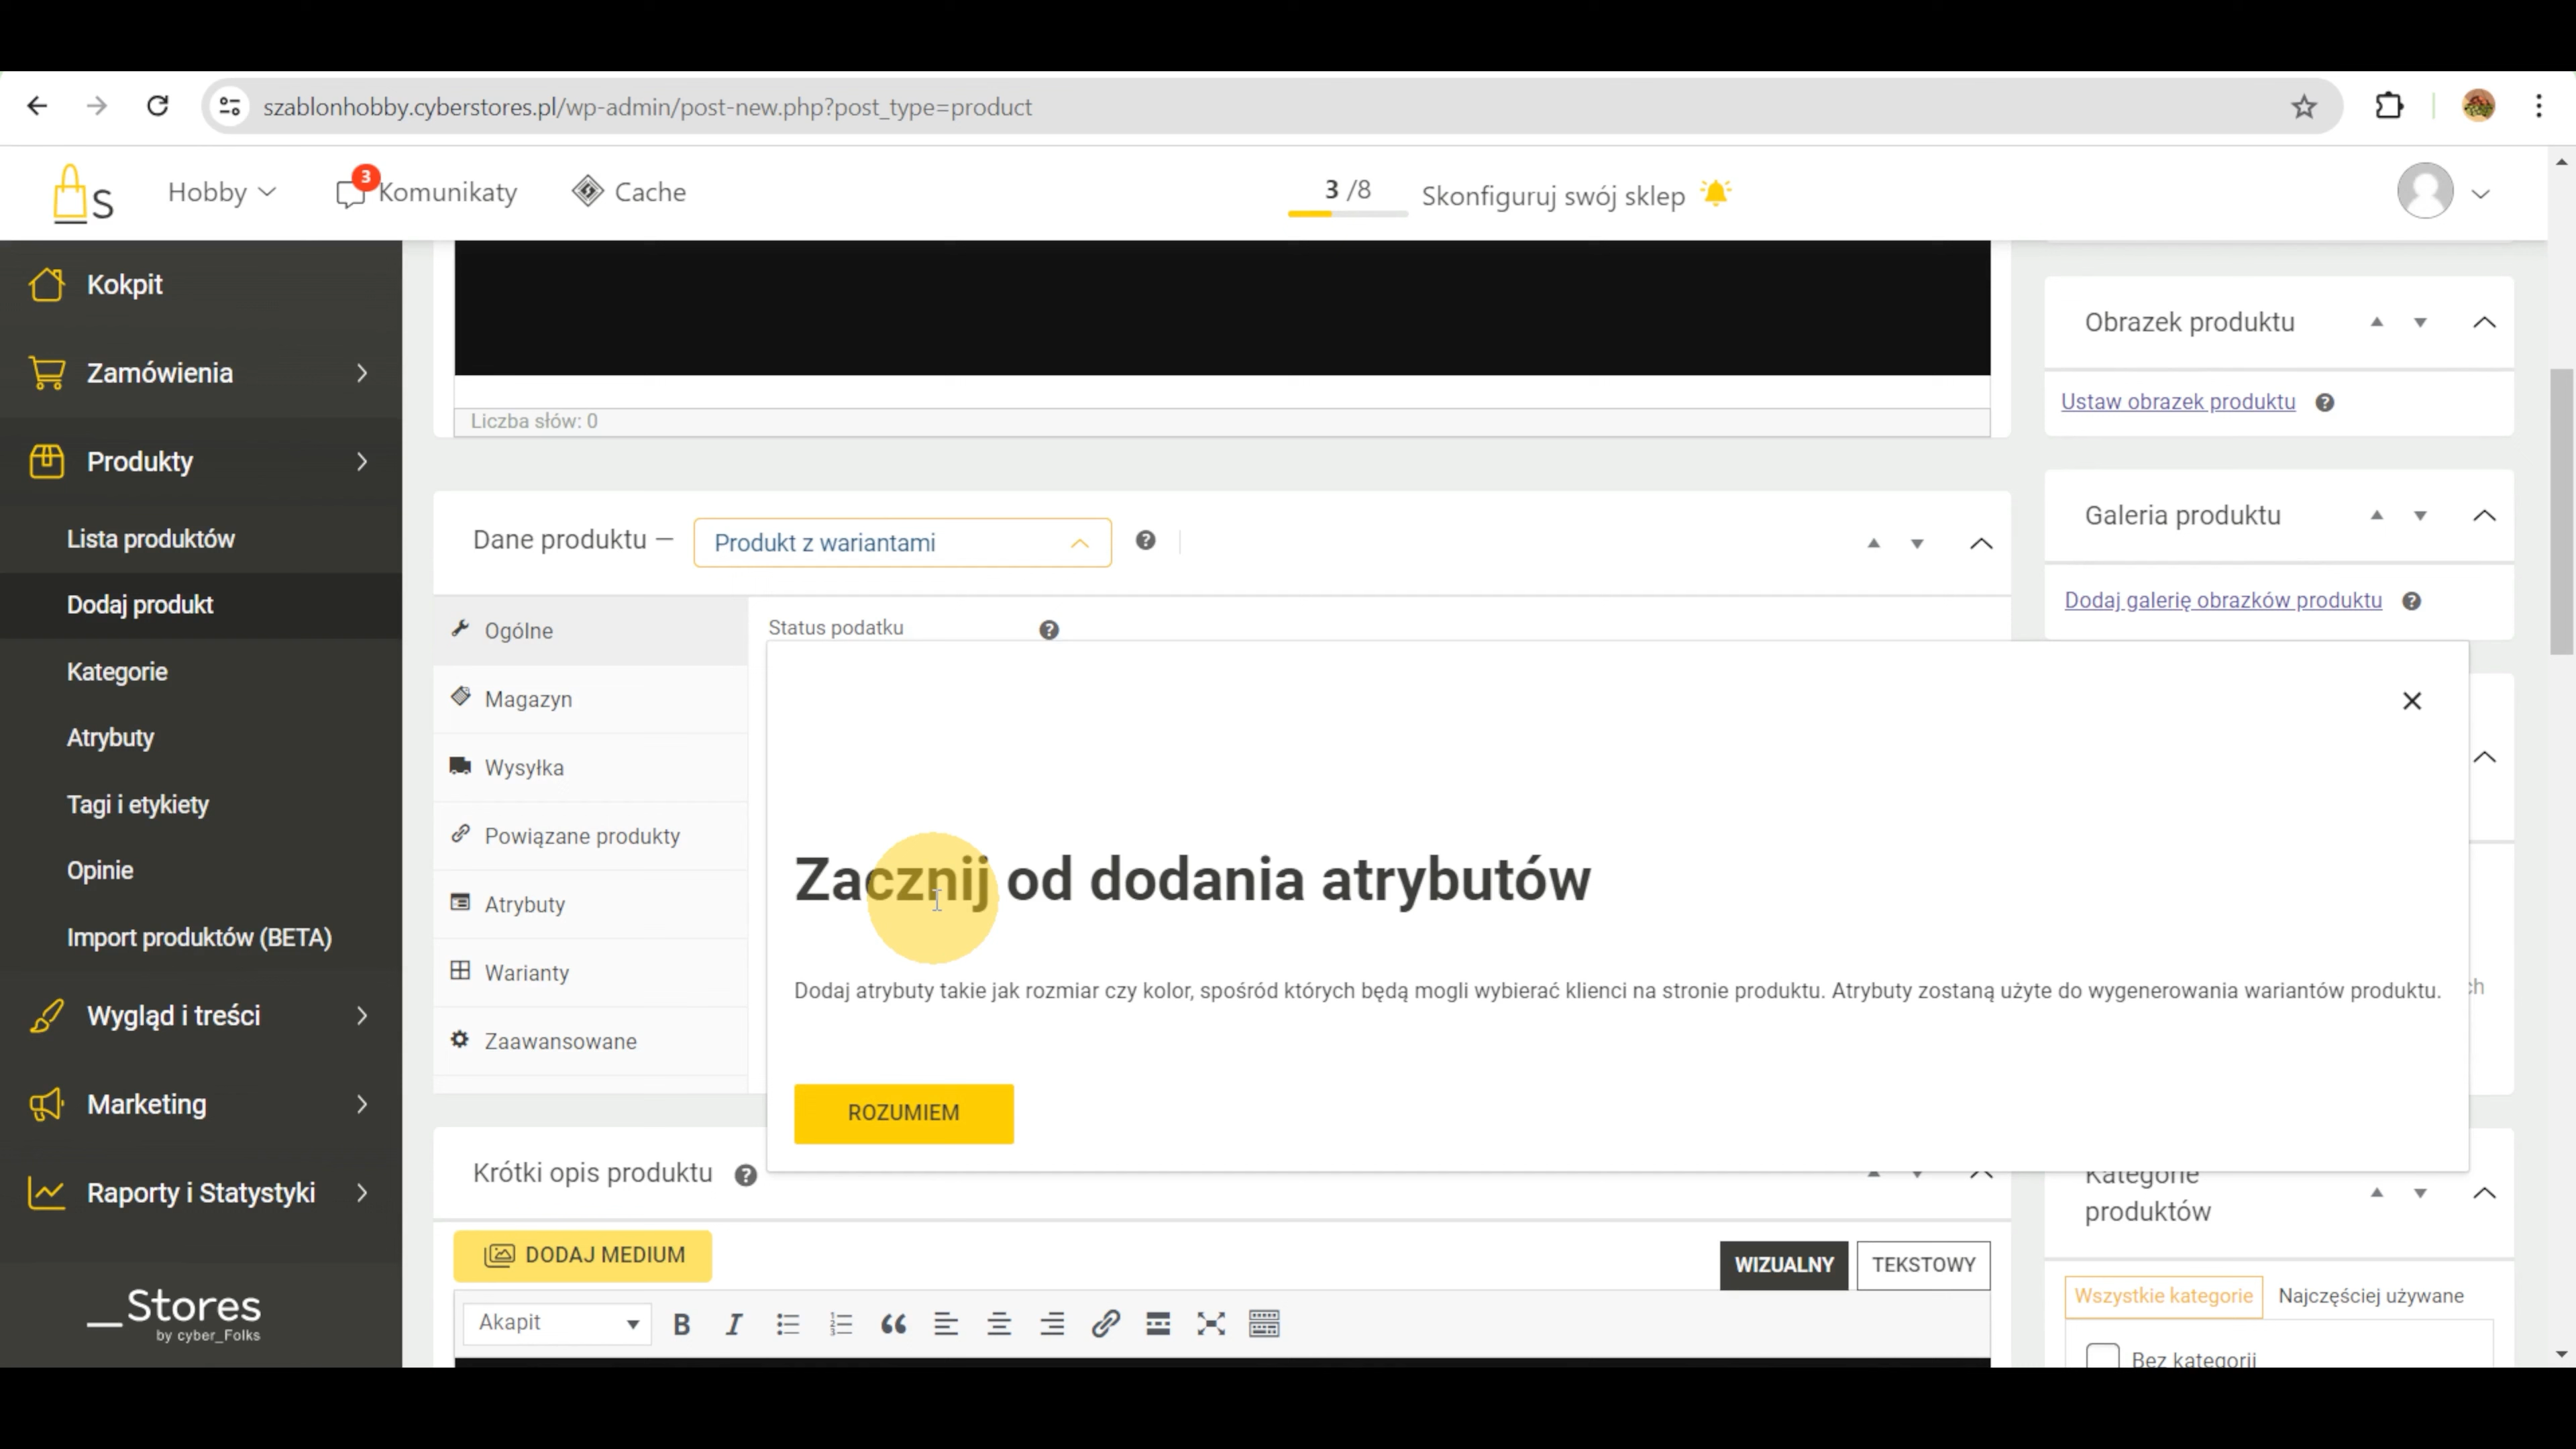 szablonhobby.cyberstores.pl/wp-admin/post-new.php?post_type=product
S
Hobby
3
Komunikaty
Cache
3 /8
Skonfiguruj swój sklep
Kokpit
Zamówienia
Produkty
Lista produktów
Dodaj produkt
Kategorie
Atrybuty
Tagi i etykiety
Opinie
Import produktów (BETA)
Wygląd i treści
Marketing
Raporty i Statystyki
__Stores
by cyber_Folks
Liczba słów: 0
Dane produktu — Produkt z wariantami
Ogólne
Magazyn
Wysyłka
Powiązane produkty
Atrybuty
Warianty
Zaawansowane
Status podatku
Zacznij od dodania atrybutów
Dodaj atrybuty takie jak rozmiar czy kolor, spośród których będą mogli wybierać klienci na stronie produktu. Atrybuty zostaną użyte do wygenerowania wariantów produktu.
ROZUMIEM
Krótki opis produktu
DODAJ MEDIUM
WIZUALNY
TEKSTOWY
Akapit
Obrazek produktu
Ustaw obrazek produktu
Galeria produktu
Dodaj galerię obrazków produktu
ch
Kategorie
produktów
Wszystkie kategorie
Najczęściej używane
Bez kategorii